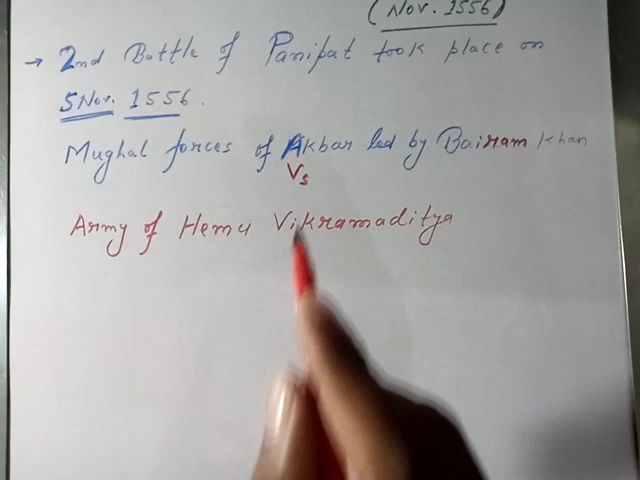 (Nov. 1556)
→ 2nd Battle of Panipat took place on
5 Nov. 1556.
Mughal forces of Akbar led by Bairam Khan
Vs
Army of Hemu Vikramaditya